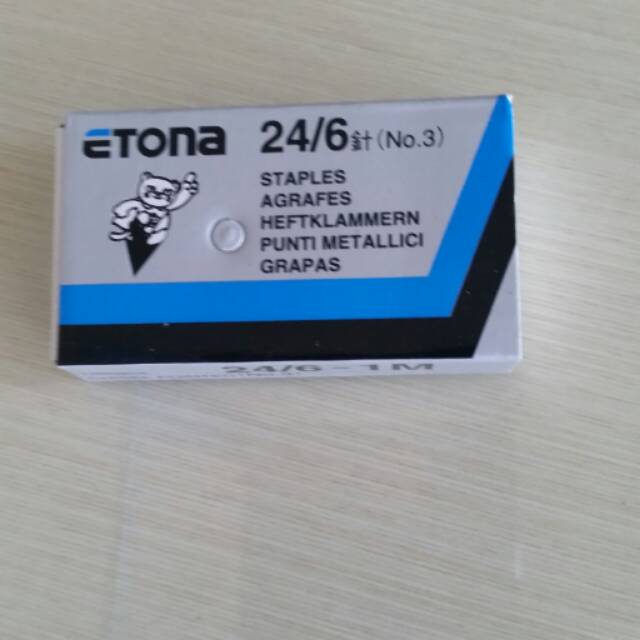 ETONA
24/6針(No.3)
STAPLES
AGRAFES
HEFTKLAMMERN
PUNTI METALLICI
GRAPAS
24/6-1M